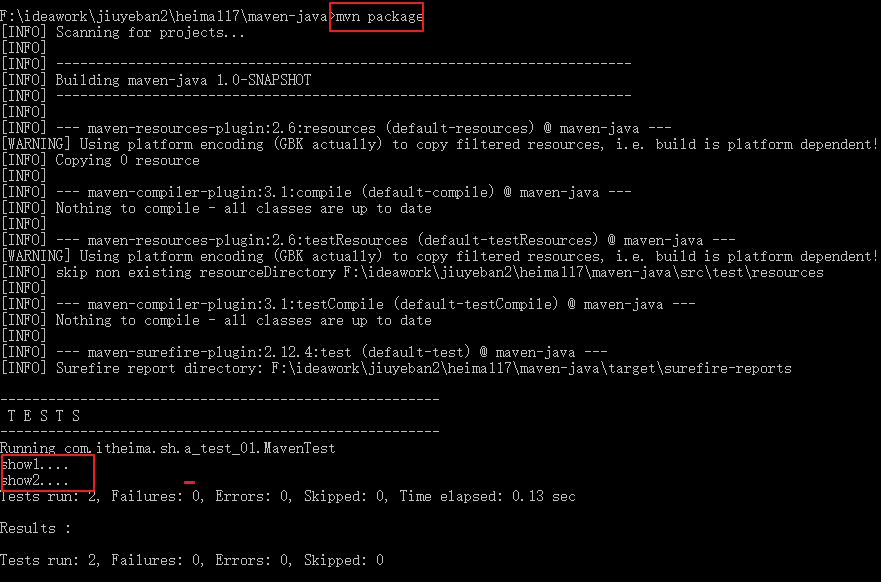 F:\ideawork\jiuyeban2\heima117\maven-java>mvn package
[INFO] Scanning for projects...
[INFO]
[INFO] ------------------------------------------------------------------------
[INFO] Building maven-java 1.0-SNAPSHOT
[INFO] ------------------------------------------------------------------------
[INFO]
[INFO] --- maven-resources-plugin:2.6:resources (default-resources) @ maven-java ---
[WARNING] Using platform encoding (GBK actually) to copy filtered resources, i.e. build is platform dependent!
[INFO] Copying 0 resource
[INFO]
[INFO] --- maven-compiler-plugin:3.1:compile (default-compile) @ maven-java ---
[INFO] Nothing to compile - all classes are up to date
[INFO]
[INFO] --- maven-resources-plugin:2.6:testResources (default-testResources) @ maven-java ---
[WARNING] Using platform encoding (GBK actually) to copy filtered resources, i.e. build is platform dependent!
[INFO] skip non existing resourceDirectory F:\ideawork\jiuyeban2\heima117\maven-java\src\test\resources
[INFO]
[INFO] --- maven-compiler-plugin:3.1:testCompile (default-testCompile) @ maven-java ---
[INFO] Nothing to compile - all classes are up to date
[INFO]
[INFO] --- maven-surefire-plugin:2.12.4:test (default-test) @ maven-java ---
[INFO] Surefire report directory: F:\ideawork\jiuyeban2\heima117\maven-java\target\surefire-reports
-------------------------------------------------------
T E S T S
-------------------------------------------------------
Running com.itheima.sh.a_test_01.MavenTest
show1....
show2....
Tests run: 2, Failures: 0, Errors: 0, Skipped: 0, Time elapsed: 0.13 sec
Results :
Tests run: 2, Failures: 0, Errors: 0, Skipped: 0